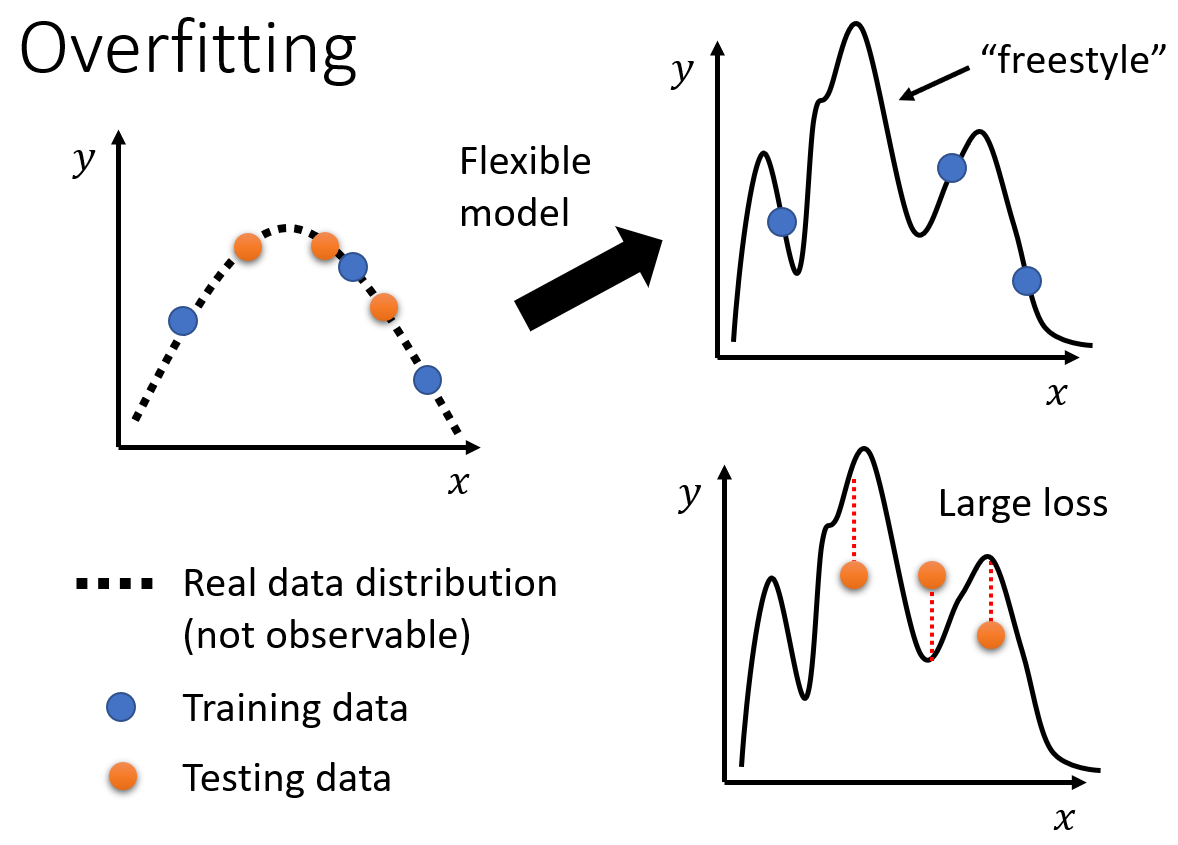 Overfitting
y
x
Flexible
model
y
“freestyle”
x
y
Large loss
x
Real data distribution
(not observable)
Training data
Testing data